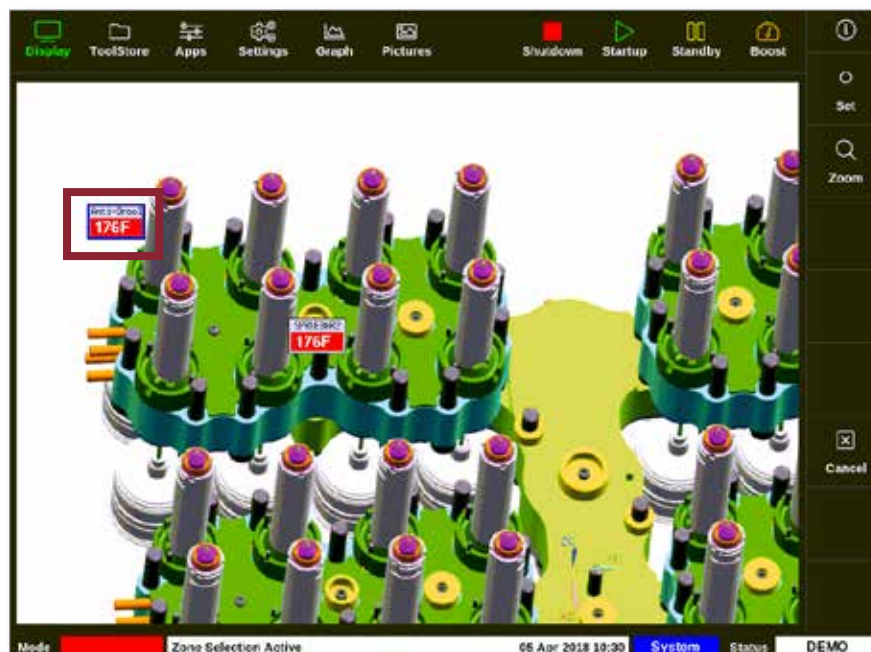 Display ToolStore Apps Settings Graph Pictures Shutdown Startup Standby Boost
Set
Zoom
176F
176F
Cancel
Mode Zone Selection Active 05 Apr 2018 10:30 System Status DEMO